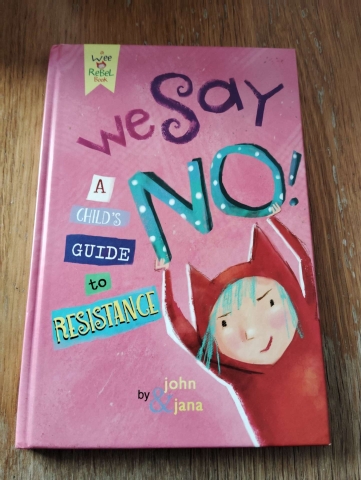 a
wee
ReBeL
Book
we Say
NO!
A
CHILD'S
GUIDE
to
RESISTANCE
by john
& jana